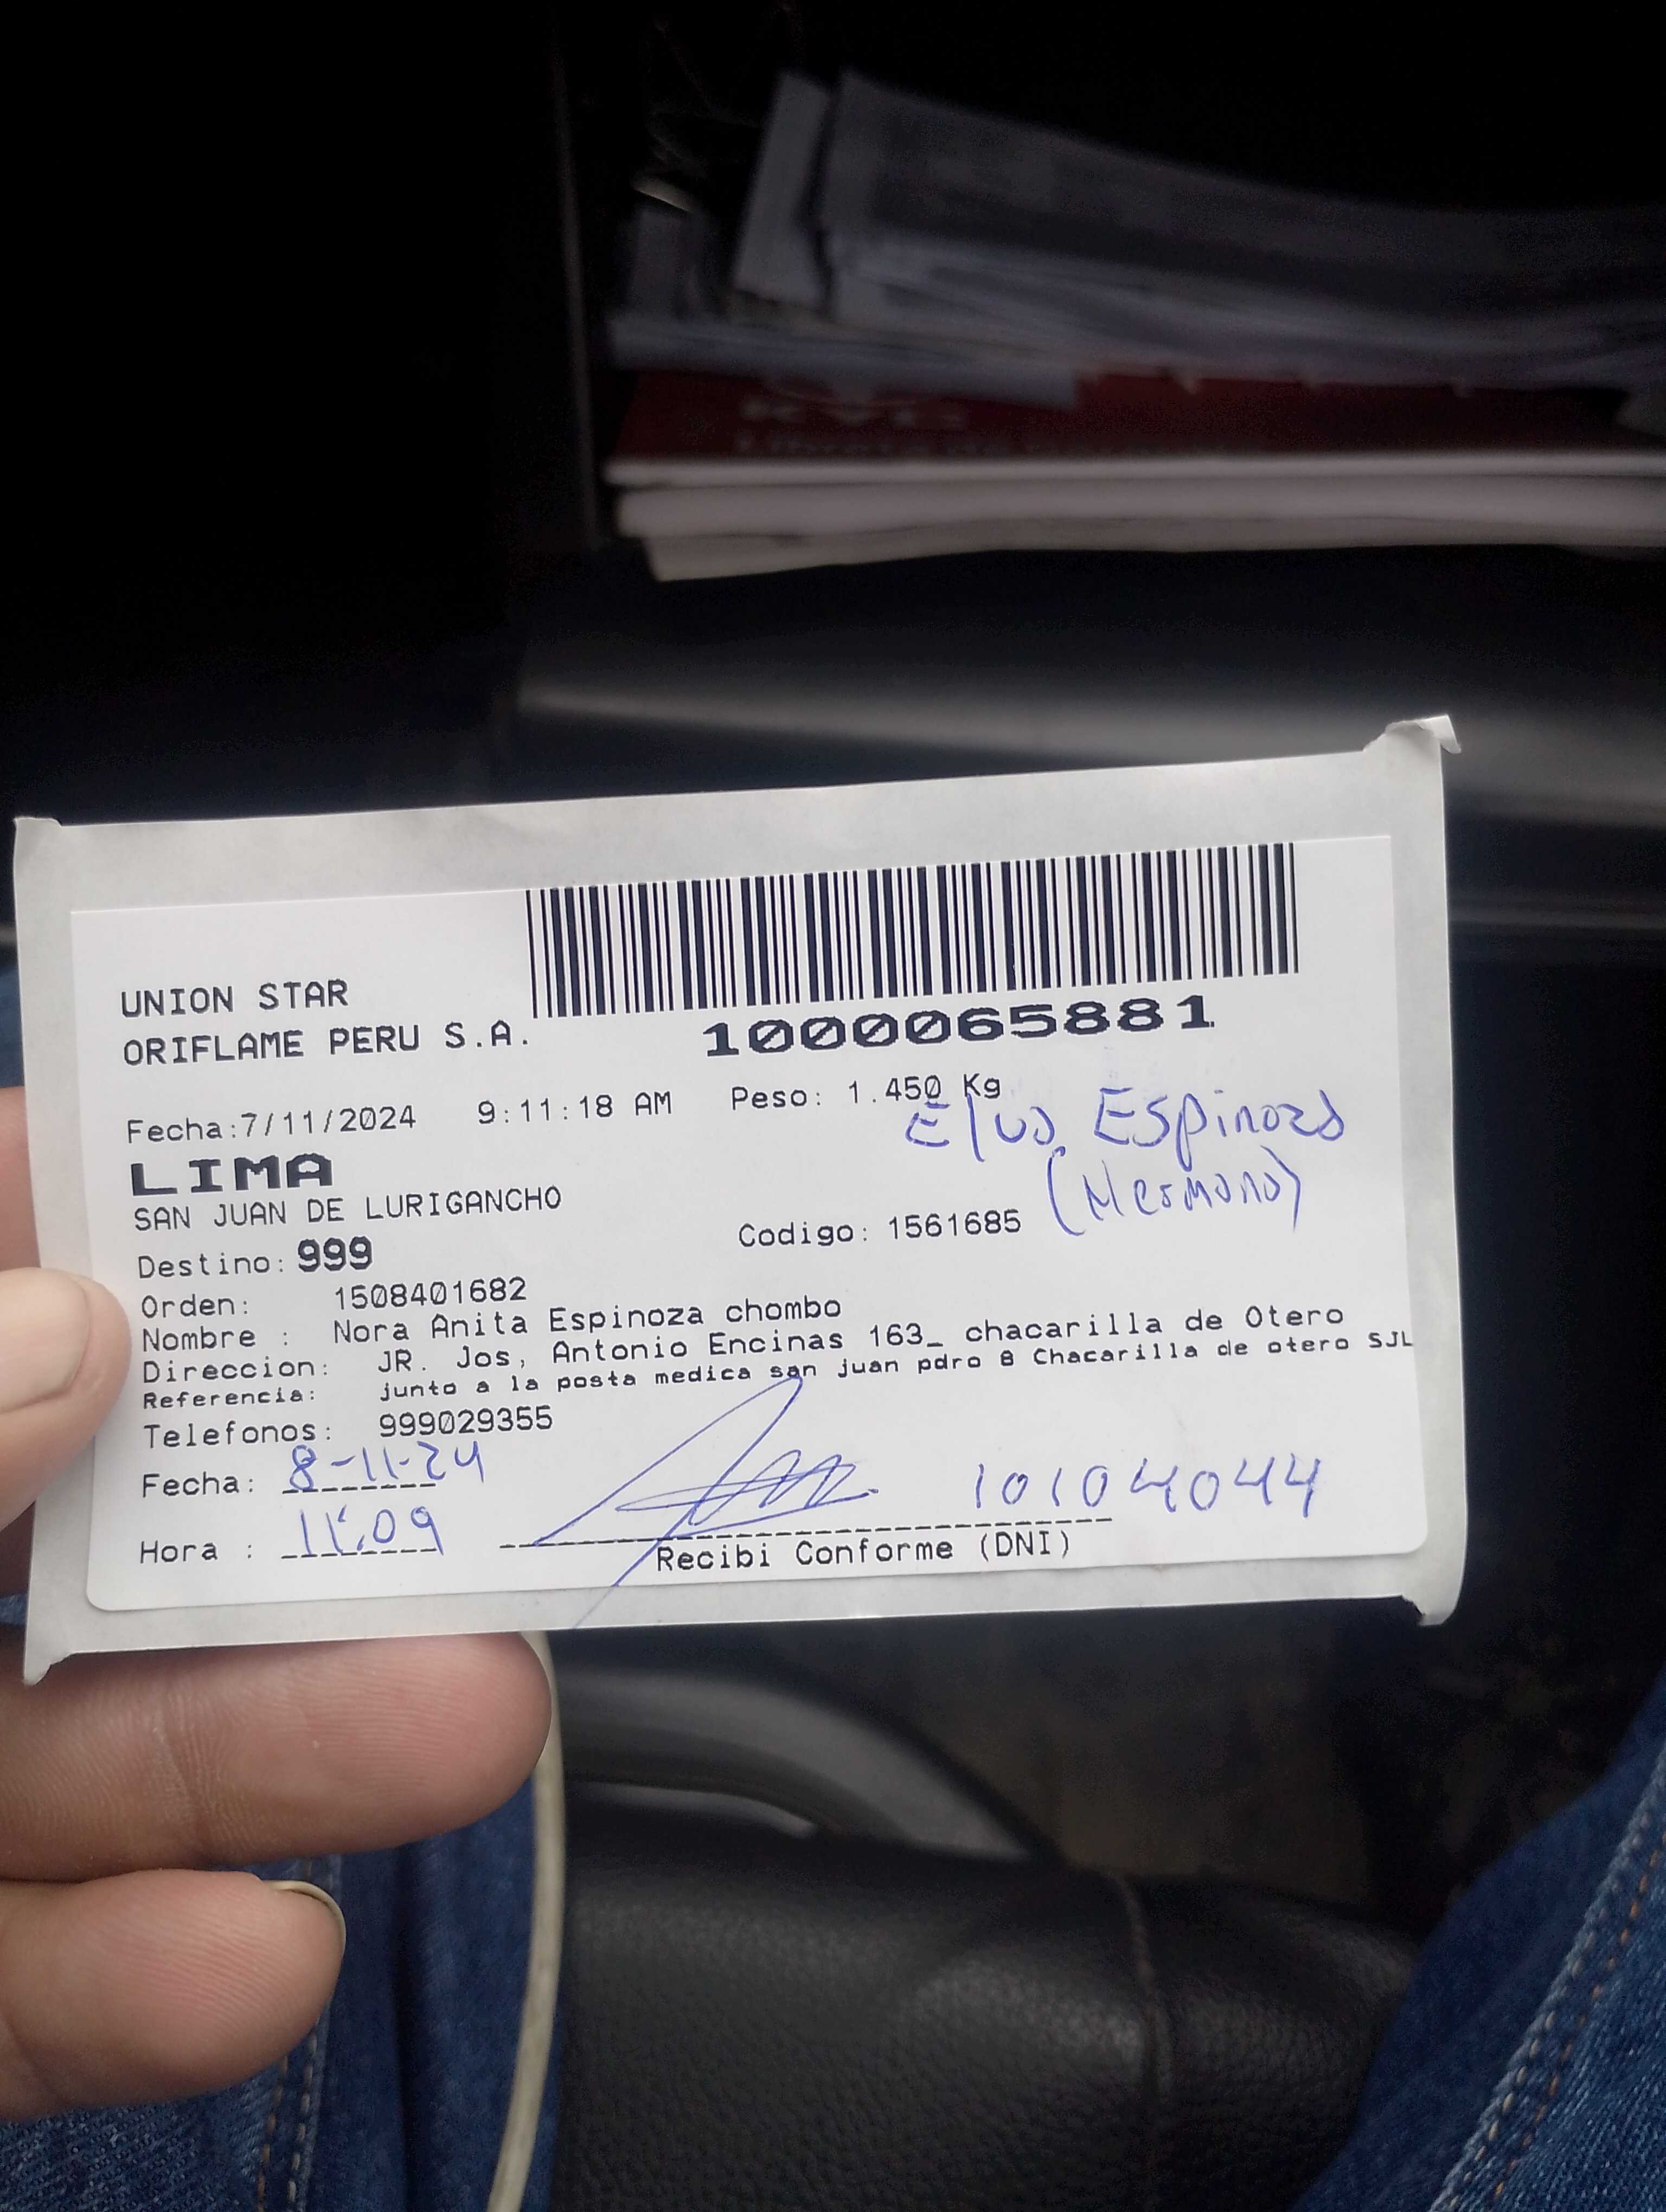 UNION STAR
ORIFLAME PERU S.A.
1000065881
Fecha:7/11/2024 9:11:18 AM Peso: 1.450 Kg
Espinoza
(Hermano)
LIMA
SAN JUAN DE LURIGANCHO
Codigo: 1561685
Destino: 999
Orden: 1508401682
Nombre : Nora Anita Espinoza chombo
Direccion: JR. Jos, Antonio Encinas 163_ chacarilla de Otero
Referencia: junto a la posta medica san juan pdro 8 Chacarilla de otero SJL
Telefonos: 999029355
Fecha: 8-11-24
Hora : 11:09
10104044
Recibi Conforme (DNI)